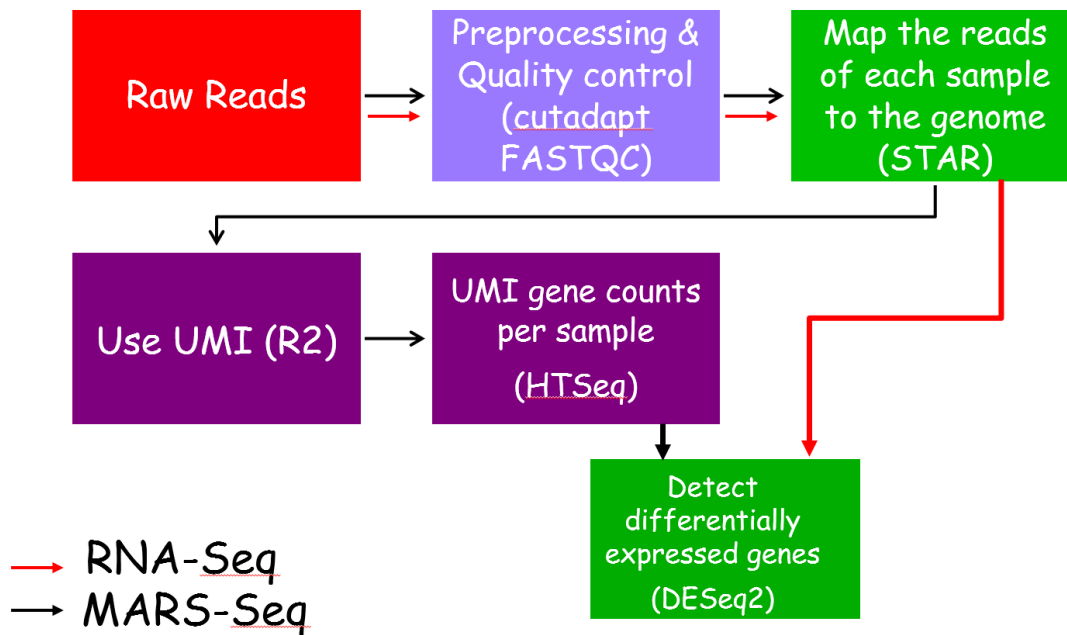 Raw Reads
Preprocessing &
Quality control
(cutadapt
FASTQC)
Map the reads
of each sample
to the genome
(STAR)
Use UMI (R2)
UMI gene counts
per sample
(HTSeq)
Detect
differentially
expressed genes
(DESeq2)
RNA-Seq
MARS-Seq